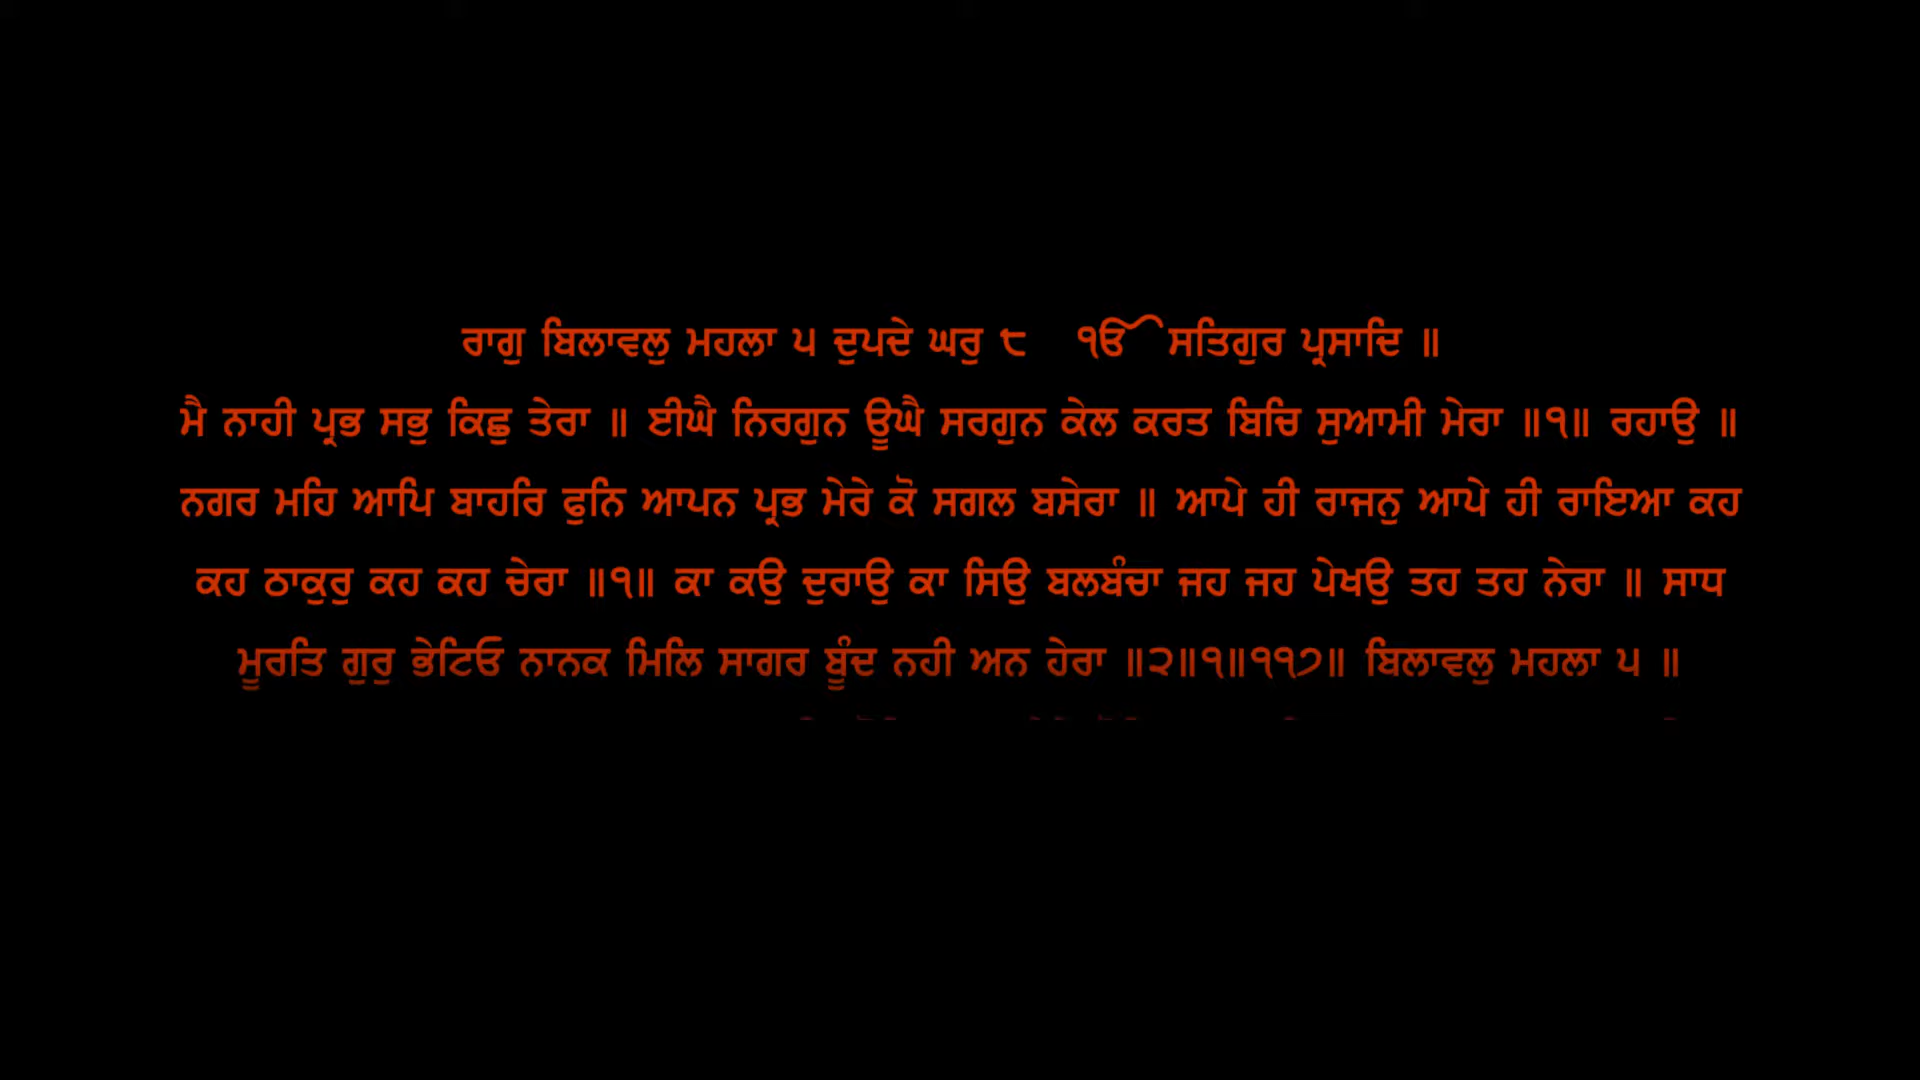 ਰਾਗੁ ਬਿਲਾਵਲੁ ਮਹਲਾ ੫ ਦੁਪਦੇ ਘਰੁ ੮ ੴ ਸਤਿਗੁਰ ਪ੍ਰਸਾਦਿ ॥
ਮੈ ਨਾਹੀ ਪ੍ਰਭ ਸਭੁ ਕਿਛੁ ਤੇਰਾ ॥ ਈਘੈ ਨਿਰਗੁਨ ਊਘੈ ਸਰਗੁਨ ਕੇਲ ਕਰਤ ਬਿਚਿ ਸੁਆਮੀ ਮੇਰਾ ॥੧॥ ਰਹਾਉ ॥
ਨਗਰ ਮਹਿ ਆਪਿ ਬਾਹਰਿ ਫੁਨਿ ਆਪਨ ਪ੍ਰਭ ਮੇਰੇ ਕੋ ਸਗਲ ਬਸੇਰਾ ॥ ਆਪੇ ਹੀ ਰਾਜਨੁ ਆਪੇ ਹੀ ਰਾਇਆ ਕਹ
ਕਹ ਠਾਕੁਰੁ ਕਹ ਕਹ ਚੇਰਾ ॥੧॥ ਕਾ ਕਉ ਦੁਰਾਉ ਕਾ ਸਿਉ ਬਲਬੰਚਾ ਜਹ ਜਹ ਪੇਖਉ ਤਹ ਤਹ ਨੇਰਾ ॥ ਸਾਧ
ਮੂਰਤਿ ਗੁਰੁ ਭੇਟਿਓ ਨਾਨਕ ਮਿਲਿ ਸਾਗਰ ਬੂੰਦ ਨਹੀ ਅਨ ਹੇਰਾ ॥੨॥੧॥੧੧੭॥ ਬਿਲਾਵਲੁ ਮਹਲਾ ੫ ॥